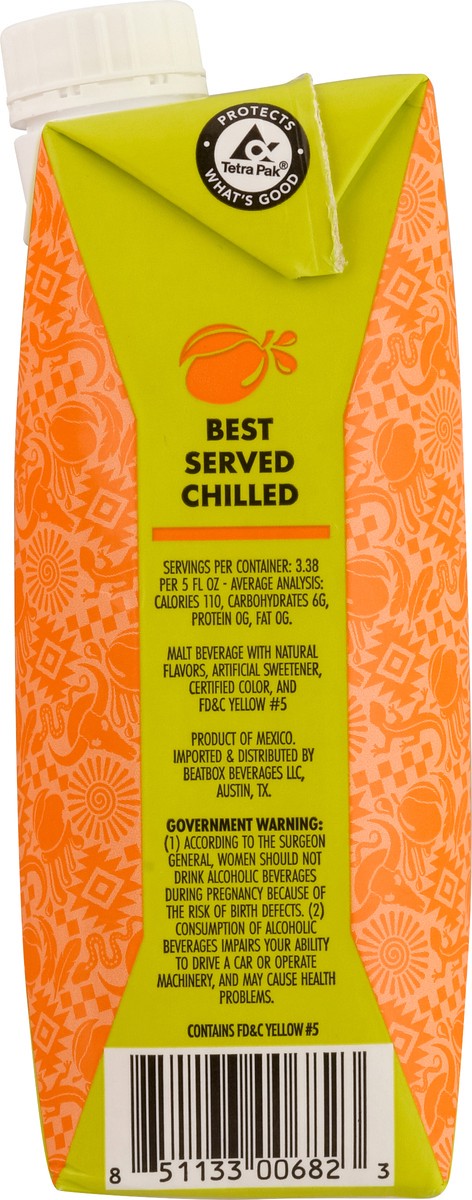 PROTECTS
Tetra Pak®
WHAT'S GOOD
BEST
SERVED
CHILLED
SERVINGS PER CONTAINER: 3.38
PER 5 FL OZ - AVERAGE ANALYSIS:
CALORIES 110, CARBOHYDRATES 6G,
PROTEIN 0G, FAT 0G.
MALT BEVERAGE WITH NATURAL
FLAVORS, ARTIFICIAL SWEETENER,
CERTIFIED COLOR, AND
FD&C YELLOW #5
PRODUCT OF MEXICO.
IMPORTED & DISTRIBUTED BY
BEATBOX BEVERAGES LLC,
AUSTIN, TX.
GOVERNMENT WARNING:
(1) ACCORDING TO THE SURGEON
GENERAL, WOMEN SHOULD NOT
DRINK ALCOHOLIC BEVERAGES
DURING PREGNANCY BECAUSE OF
THE RISK OF BIRTH DEFECTS. (2)
CONSUMPTION OF ALCOHOLIC
BEVERAGES IMPAIRS YOUR ABILITY
TO DRIVE A CAR OR OPERATE
MACHINERY, AND MAY CAUSE HEALTH
PROBLEMS.
CONTAINS FD&C YELLOW #5
8 51133 00682 3